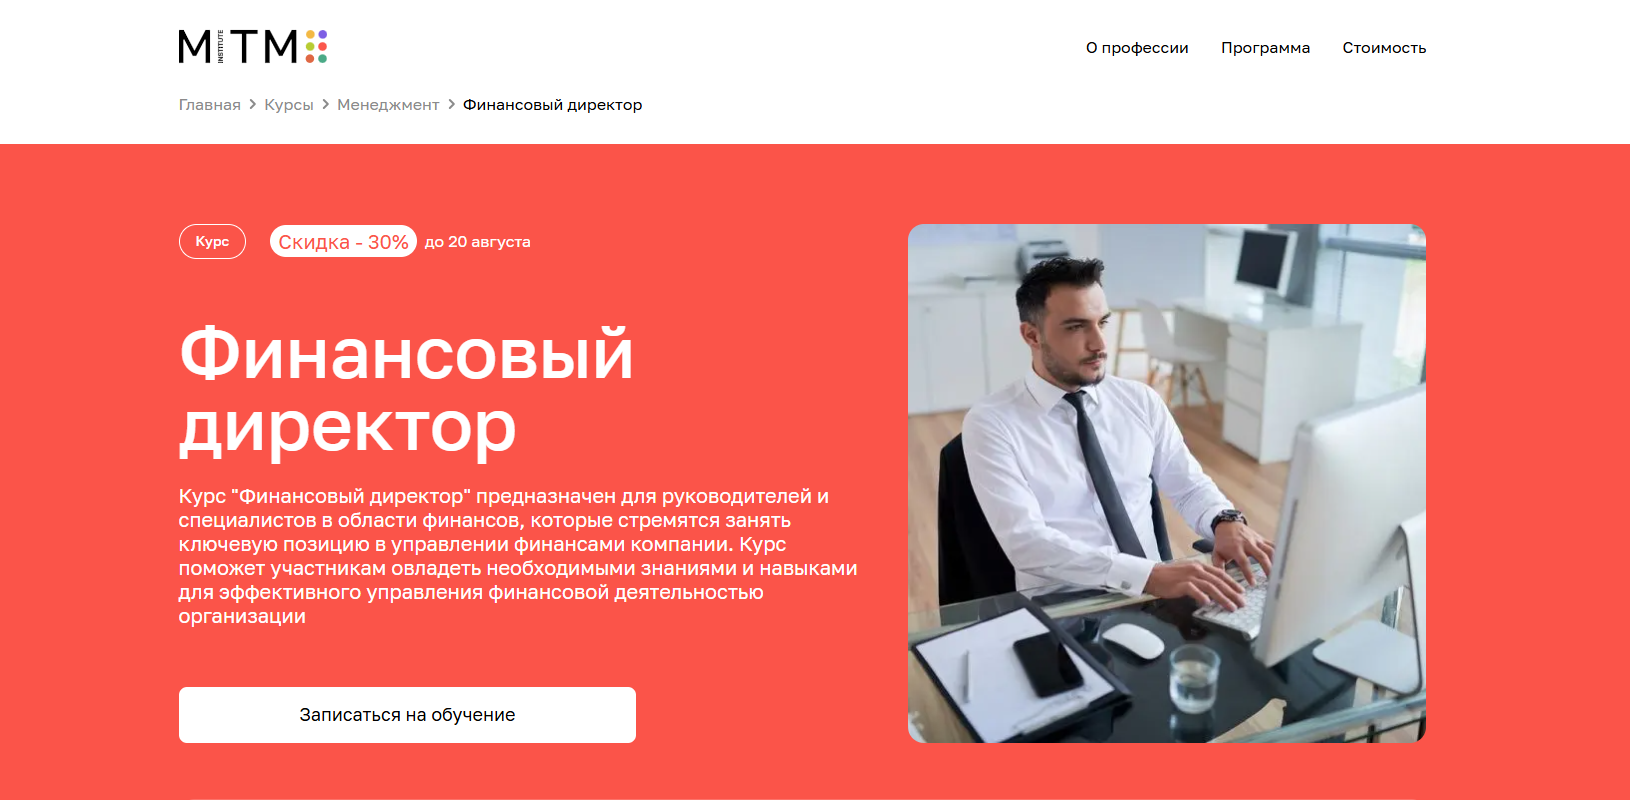 MITM
INSTITUTE
О профессии
Программа
Стоимость
Главная > Курсы > Менеджмент > Финансовый директор
Курс
Скидка - 30%
до 20 августа
Финансовый
директор
Курс "Финансовый директор" предназначен для руководителей и
специалистов в области финансов, которые стремятся занять
ключевую позицию в управлении финансами компании. Курс
поможет участникам овладеть необходимыми знаниями и навыками
для эффективного управления финансовой деятельностью
организации
Записаться на обучение